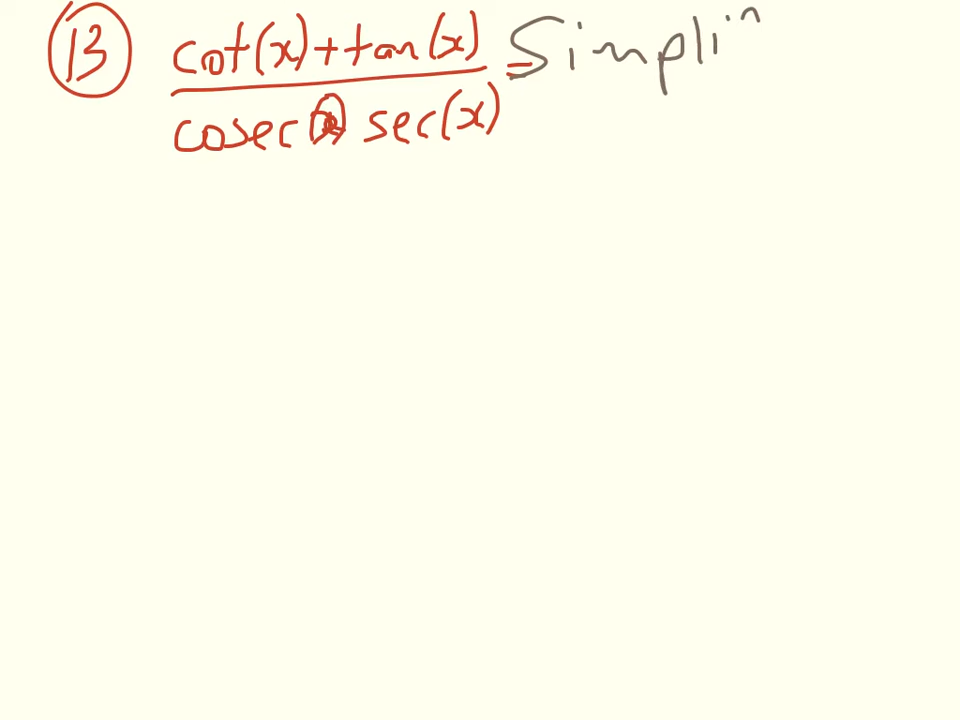 13 cot(x)+tan(x) = Simpli
cosec sec(x)